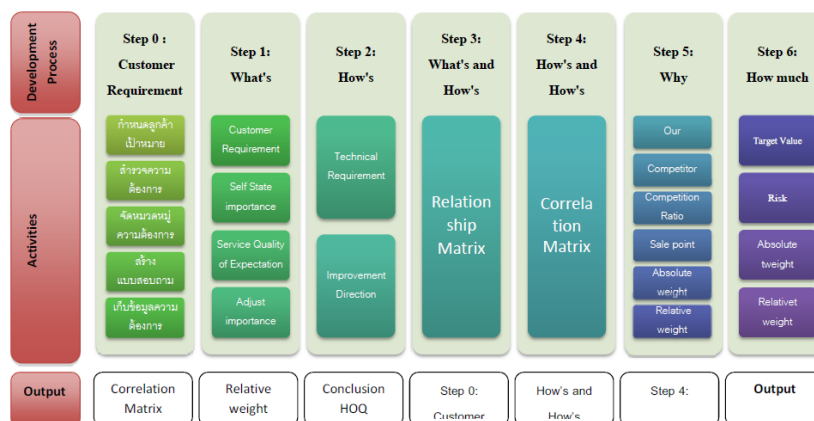 Development
Process
Step 0 :
Customer
Requirement
Step 1:
What's
Step 2:
How's
Step 3:
What's and
How's
Step 4:
How's and
How's
Step 5:
Why
Step 6:
How much
Activities
กำหนดลูกค้า
เป้าหมาย
สำรวจความ
ต้องการ
จัดหมวดหมู่
ความต้องการ
สร้าง
แบบสอบถาม
เก็บข้อมูลความ
ต้องการ
Customer
Requirement
Self State
importance
Service Quality
of Expectation
Adjust
importance
Technical
Requirement
Improvement
Direction
Relation
ship
Matrix
Correla
tion
Matrix
Our
Competitor
Competition
Ratio
Sale point
Absolute
weight
Relative
weight
Target Value
Risk
Absolute
tweight
Relativet
weight
Output
Correlation
Matrix
Relative
weight
Conclusion
HOQ
Step 0:
Customer
How's and
How's
Step 4:
Output